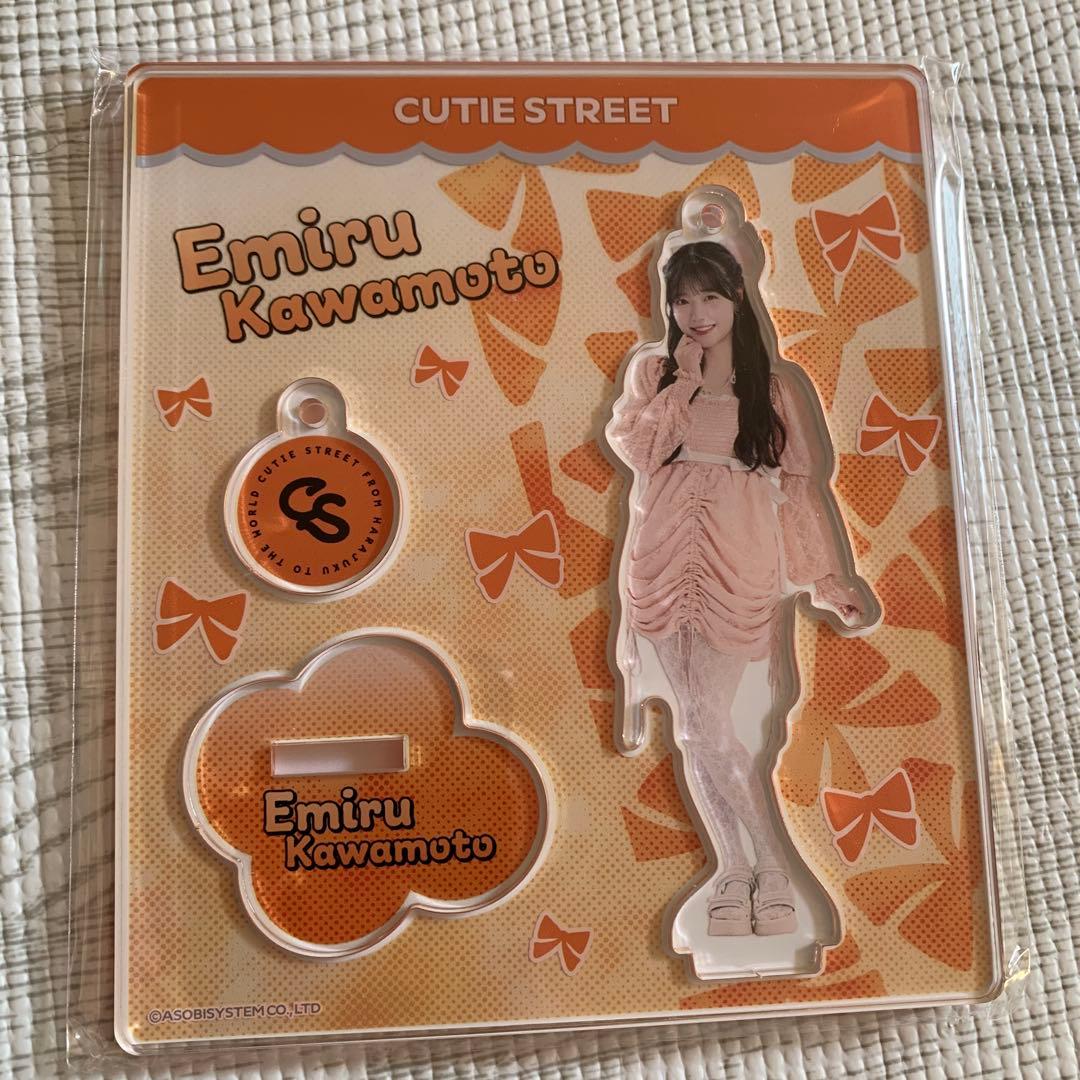 CUTIE STREET
Emiru
Kawamoto
CUTIE STREET FROM HARAJUKU TO THE WORLD
CS
Emiru
Kawamoto
©ASOBISYSTEM CO.,LTD